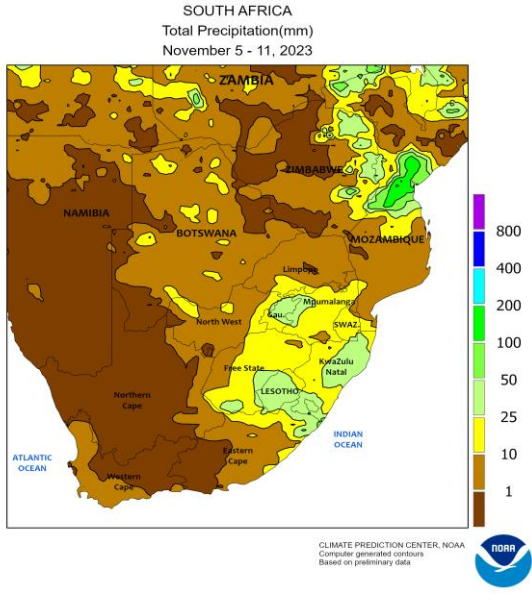 SOUTH AFRICA
Total Precipitation(mm)
November 5 - 11, 2023
ZAMBIA
ZIMBABWE
NAMIBIA
BOTSWANA
MOZAMBIQUE
Limpopo
Mpumalanga
Gau.
SWAZ.
North West
KwaZulu
Natal
Free State
LESOTHO
Northern
Cape
Eastern
Cape
Western
Cape
ATLANTIC
OCEAN
INDIAN
OCEAN
800
400
200
100
50
25
10
1
CLIMATE PREDICTION CENTER, NOAA
Computer generated contours
Based on preliminary data
NOAA